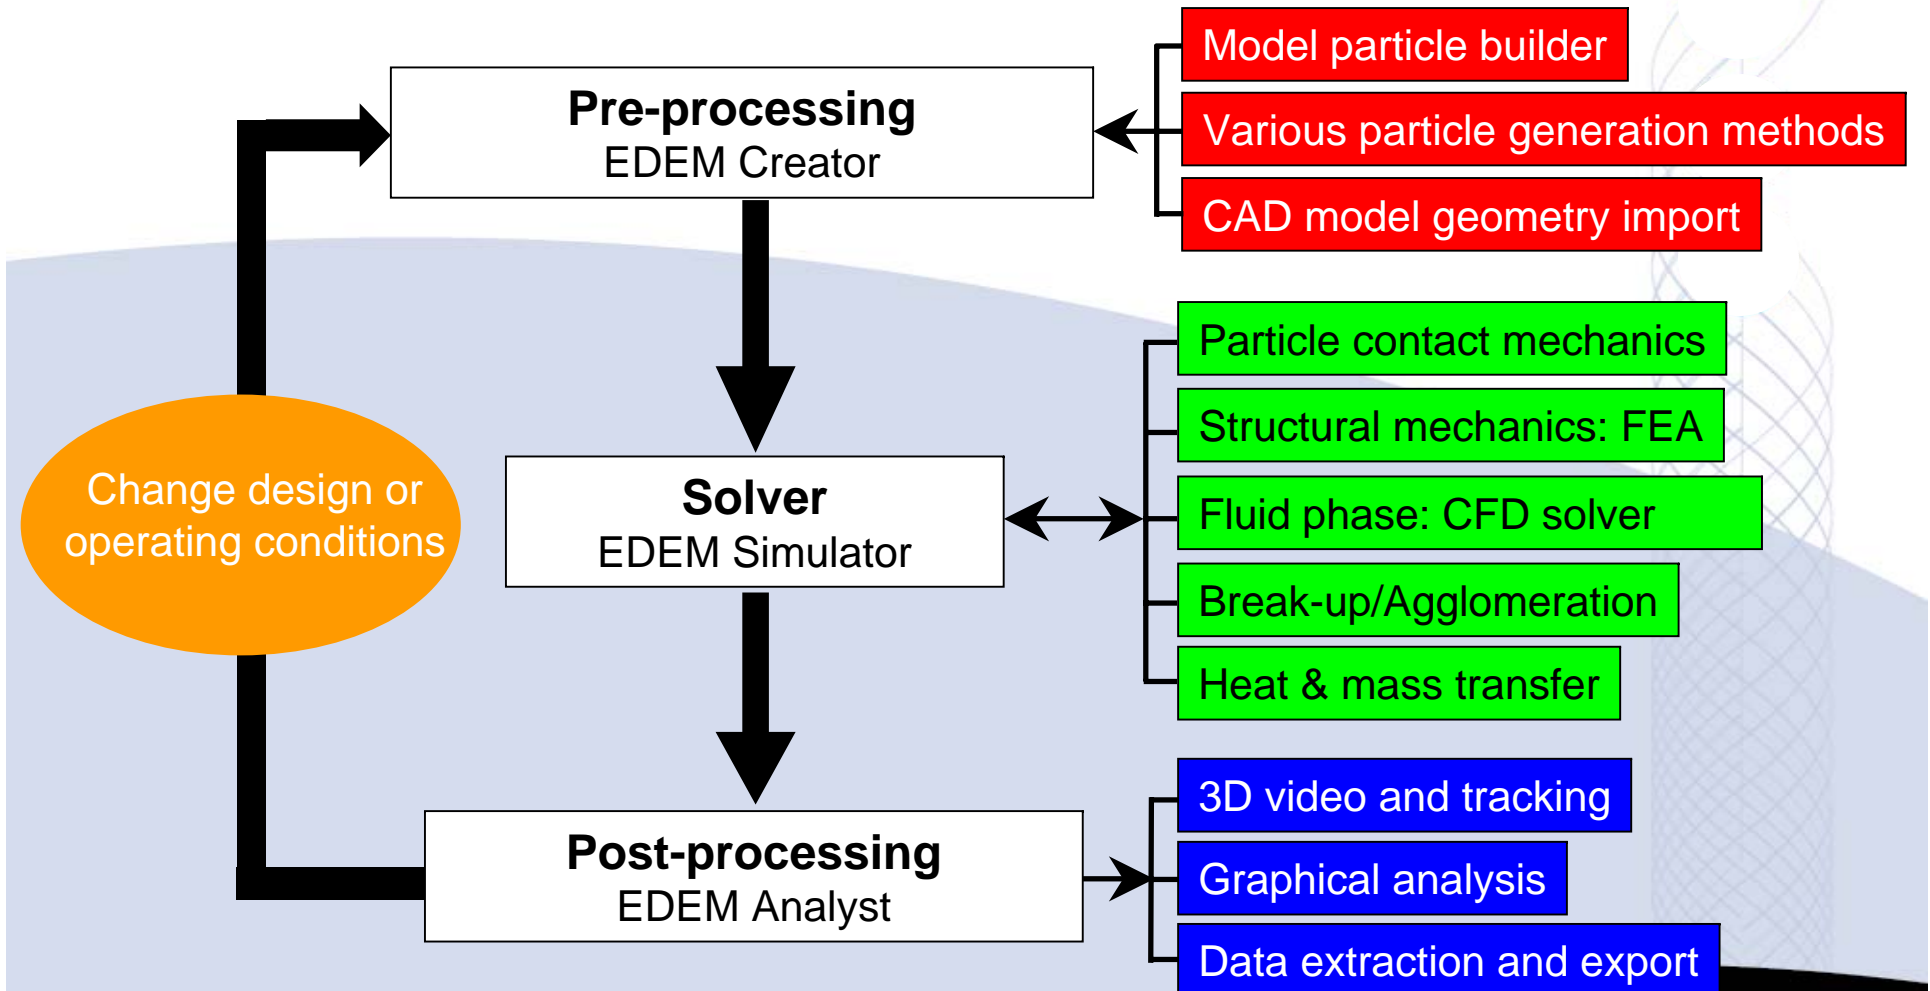 Model particle builder
Pre-processing
EDEM Creator
Various particle generation methods
CAD model geometry import
Particle contact mechanics
Structural mechanics: FEA
Change design or
operating conditions
Solver
EDEM Simulator
Fluid phase: CFD solver
Break-up/Agglomeration
Heat & mass transfer
3D video and tracking
Post-processing
EDEM Analyst
Graphical analysis
Data extraction and export